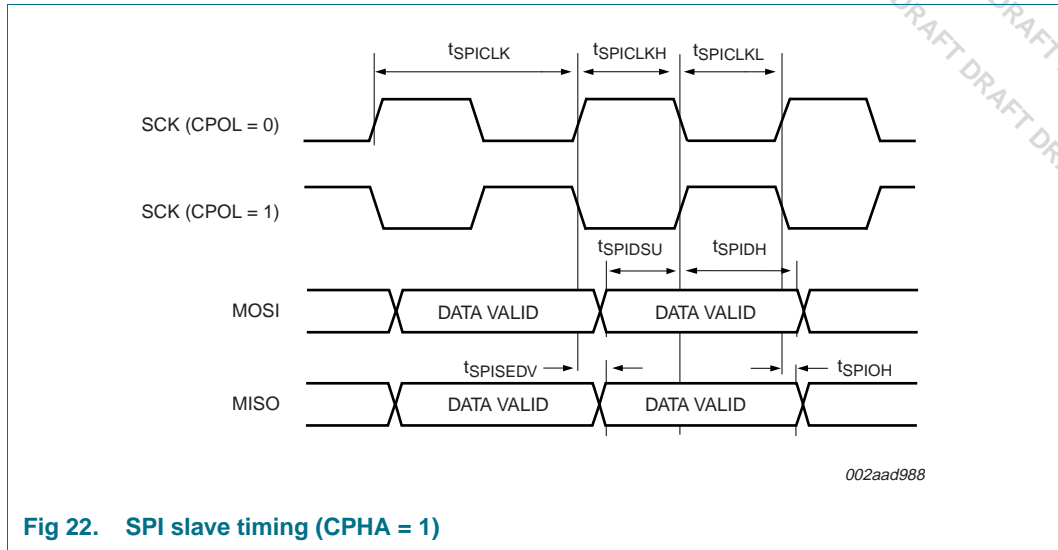 DRAFT DRAFT DR
DRAFT
tSPICLK tSPICLKH tSPICLKL
SCK (CPOL = 0)
SCK (CPOL = 1)
tSPIDSU tSPIDH
MOSI DATA VALID DATA VALID
tSPISEDV tSPIOH
MISO DATA VALID DATA VALID
002aad988
Fig 22. SPI slave timing (CPHA = 1)